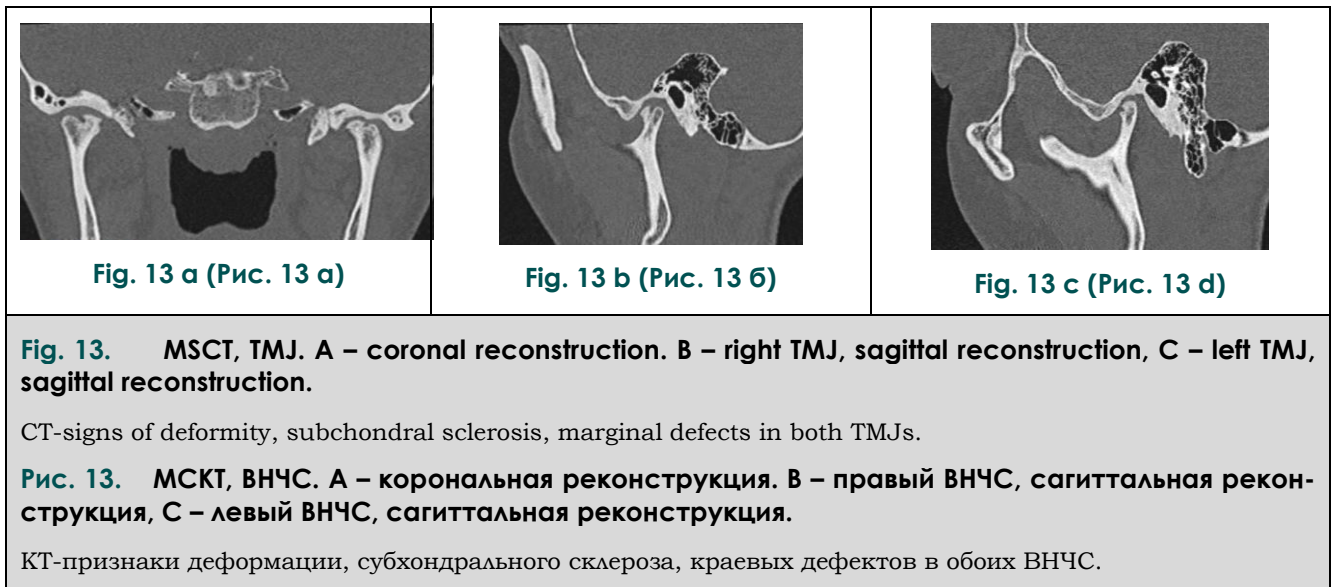 Fig. 13 a (Рис. 13 а)
Fig. 13 b (Рис. 13 б)
Fig. 13 c (Рис. 13 d)
Fig. 13. MSCT, TMJ. A – coronal reconstruction. B – right TMJ, sagittal reconstruction, C – left TMJ,
sagittal reconstruction.
CT-signs of deformity, subchondral sclerosis, marginal defects in both TMJs.
Рис. 13. МСКТ, ВНЧС. А – корональная реконструкция. В – правый ВНЧС, сагиттальная рекон-
струкция, С – левый ВНЧС, сагиттальная реконструкция.
КТ-признаки деформации, субхондрального склероза, краевых дефектов в обоих ВНЧС.